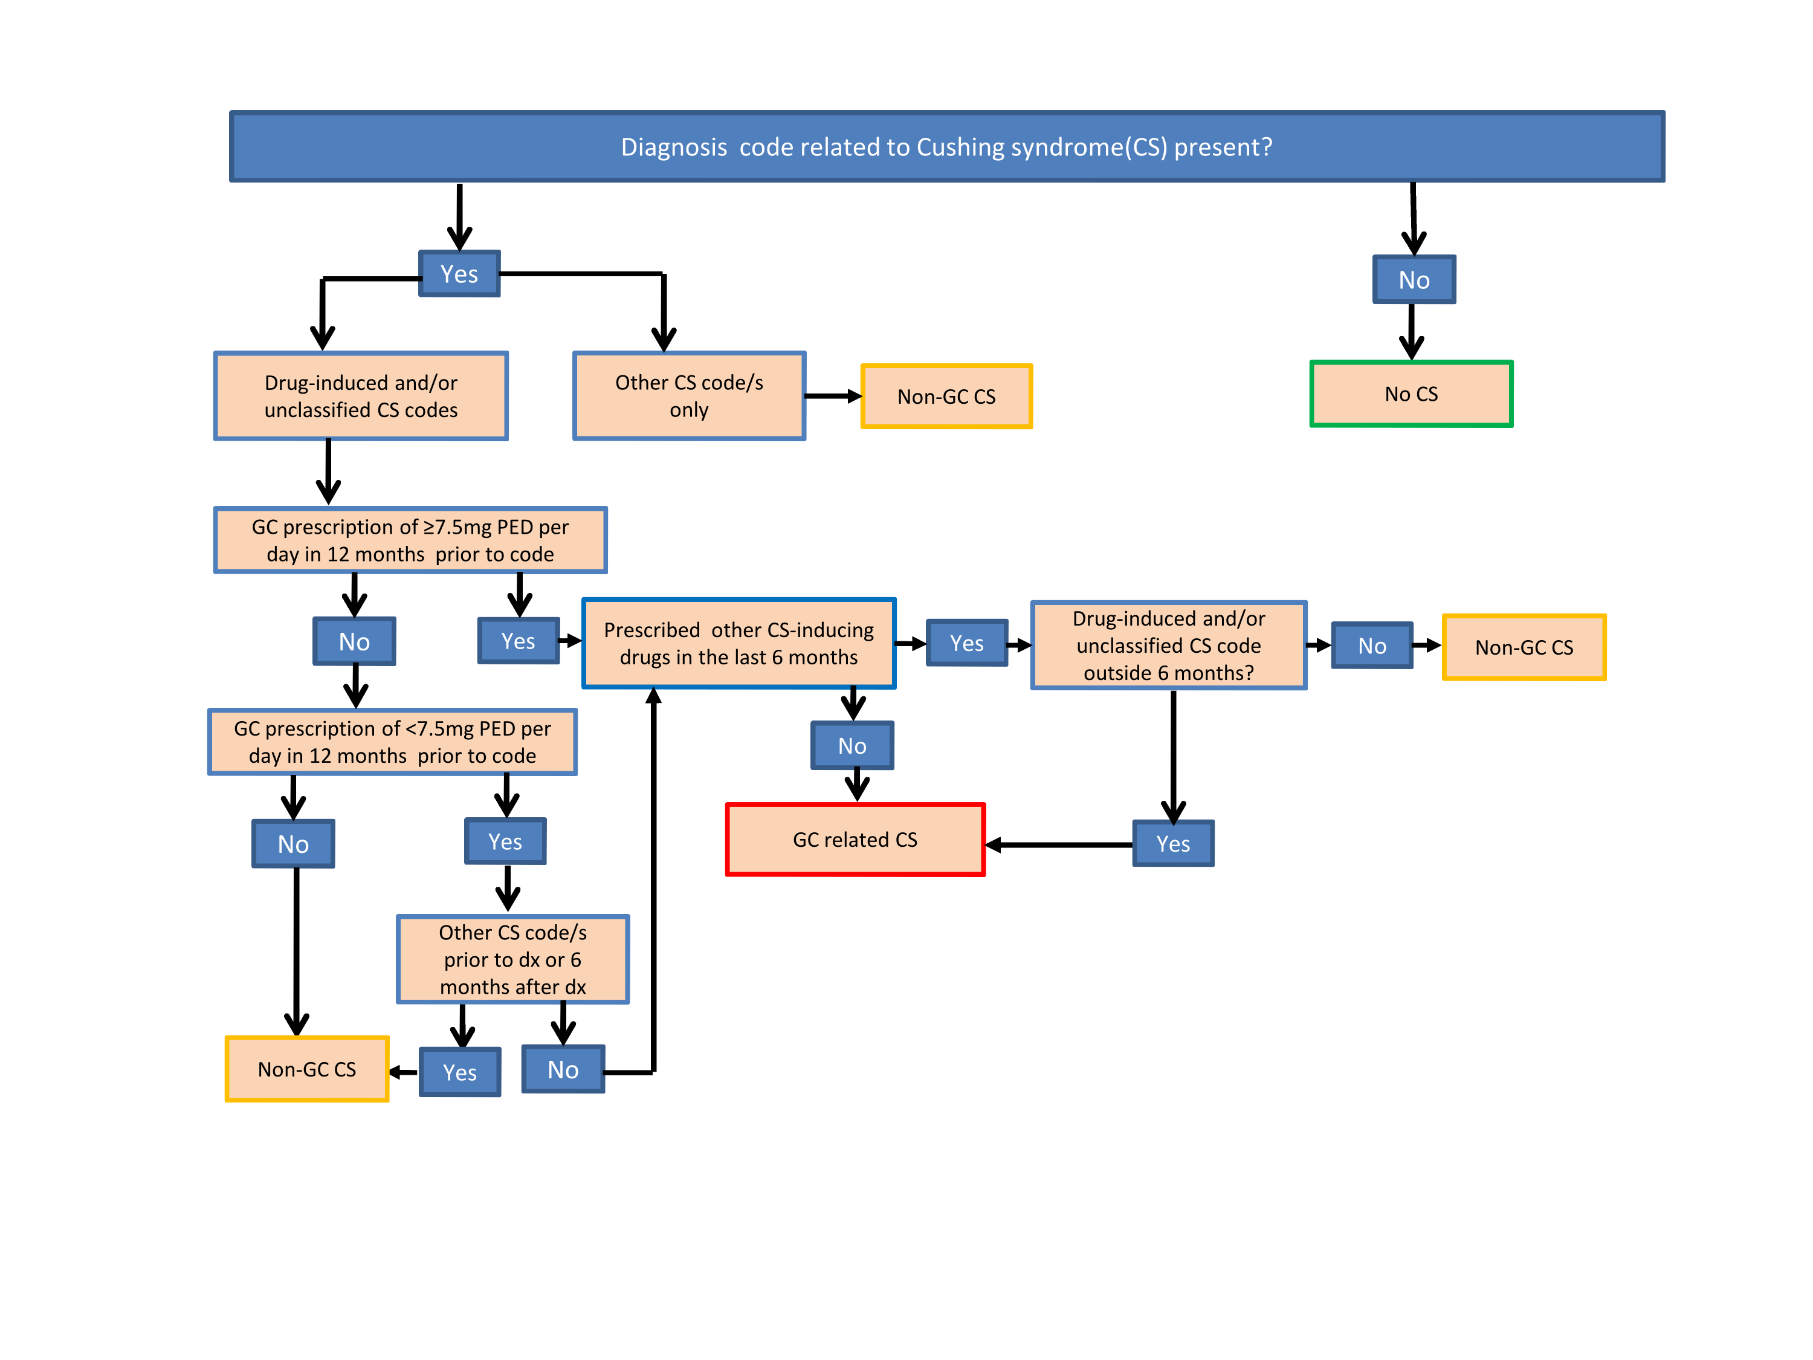 Diagnosis code related to Cushing syndrome(CS) present?
Yes
No
Drug-induced and/or
unclassified CS codes
Other CS code/s
only
Non-GC CS
No CS
GC prescription of ≥7.5mg PED per
day in 12 months prior to code
No
Yes
Prescribed other CS-inducing
drugs in the last 6 months
Yes
Drug-induced and/or
unclassified CS code
outside 6 months?
No
Non-GC CS
GC prescription of <7.5mg PED per
day in 12 months prior to code
No
No
Yes
GC related CS
Yes
Other CS code/s
prior to dx or 6
months after dx
Non-GC CS
Yes
No